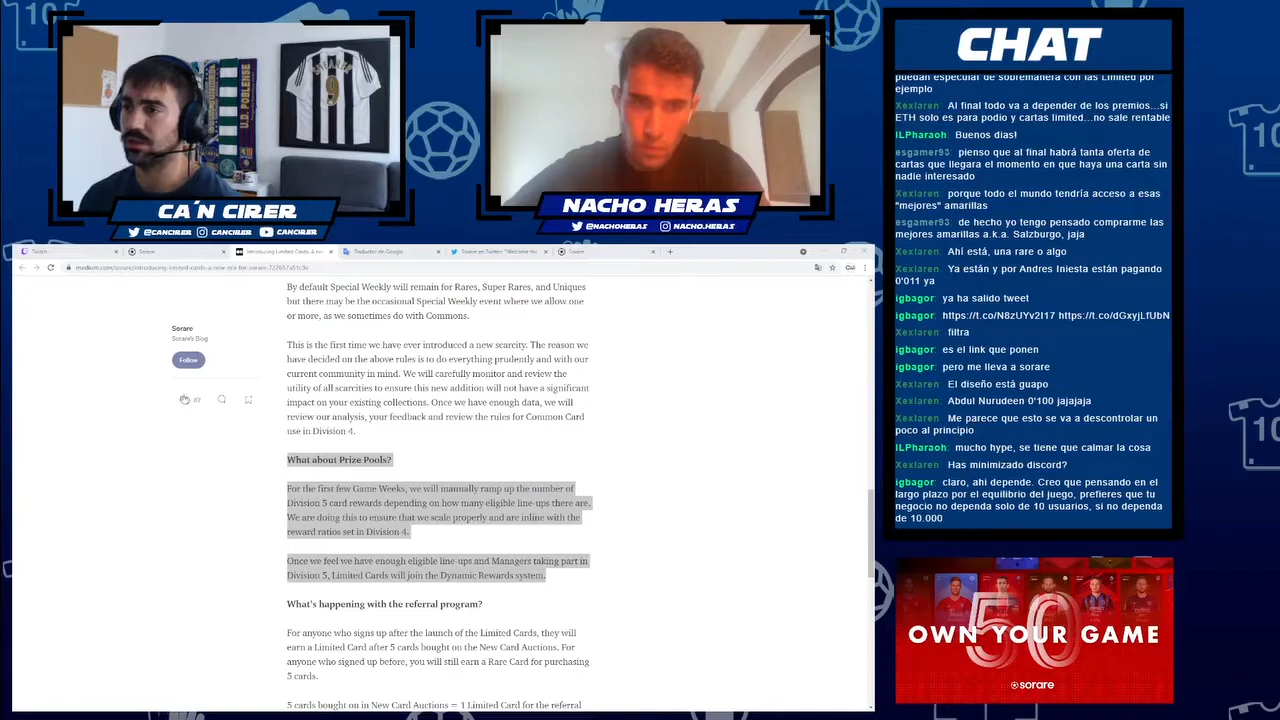 CHAT
CA'N CIRER
@CANCIRER CANCIRER CANCIRER
NACHO HERAS
@NACHOHERAS NACHO.HERAS
puedan especular de sobremanera con las Limited por
ejemplo
Xexlaren: Al final todo va a depender de los premios...si
ETH solo es para podio y cartas limited...no sale rentable
ILPharaoh: Buenos dias!
esgamer93: pienso que al final habrá tanta oferta de
cartas que llegara el momento en que haya una carta sin
nadie interesado
Xexlaren: porque todo el mundo tendría acceso a esas
"mejores" amarillas
esgamer93: de hecho yo tengo pensado comprarme las
mejores amarillas a.k.a. Salzburgo, jaja
Xexlaren: Ahí está, una rare o algo
Xexlaren: Ya están y por Andres Iniesta están pagando
0'011 ya
igbagor: ya ha salido tweet
igbagor: https://t.co/N8zUYv2I17 https://t.co/dGxyjLfUbN
Xexlaren: filtra
igbagor: es el link que ponen
igbagor: pero me lleva a sorare
Xexlaren: El diseño está guapo
Xexlaren: Abdul Nurudeen 0'100 jajajaja
Xexlaren: Me parece que esto se va a descontrolar un
poco al principio
ILPharaoh: mucho hype, se tiene que calmar la cosa
Xexlaren: Has minimizado discord?
igbagor: claro, ahi depende. Creo que pensando en el
largo plazo por el equilibrio del juego, prefieres que tu
negocio no dependa solo de 10 usuarios, si no dependa
de 10.000
Twitch
Sorare
Introducing Limited Cards: A new
Traductor de Google
Sorare en Twitter: "Welcome
Sorare
By default Special Weekly will remain for Rares, Super Rares, and Uniques
but there may be the occasional Special Weekly event where we allow one
or more, as we sometimes do with Commons.
Sorare
Sorare's Blog
Follow
This is the first time we have ever introduced a new scarcity. The reason we
have decided on the above rules is to do everything prudently and with our
current community in mind. We will carefully monitor and review the
utility of all scarcities to ensure this new addition will not have a significant
impact on your existing collections. Once we have enough data, we will
review our analysis, your feedback and review the rules for Common Card
use in Division 4.
What about Prize Pools?
For the first few Game Weeks, we will manually ramp up the number of
Division 5 card rewards depending on how many eligible line-ups there are.
We are doing this to ensure that we scale properly and are inline with the
reward ratios set in Division 4.
Once we feel we have enough eligible line-ups and Managers taking part in
Division 5, Limited Cards will join the Dynamic Rewards system.
What's happening with the referral program?
For anyone who signs up after the launch of the Limited Cards, they will
earn a Limited Card after 5 cards bought on the New Card Auctions. For
anyone who signed up before, you will still earn a Rare Card for purchasing
5 cards.
5 cards bought on in New Card Auctions = 1 Limited Card for the referral
50
OWN YOUR GAME
sorare